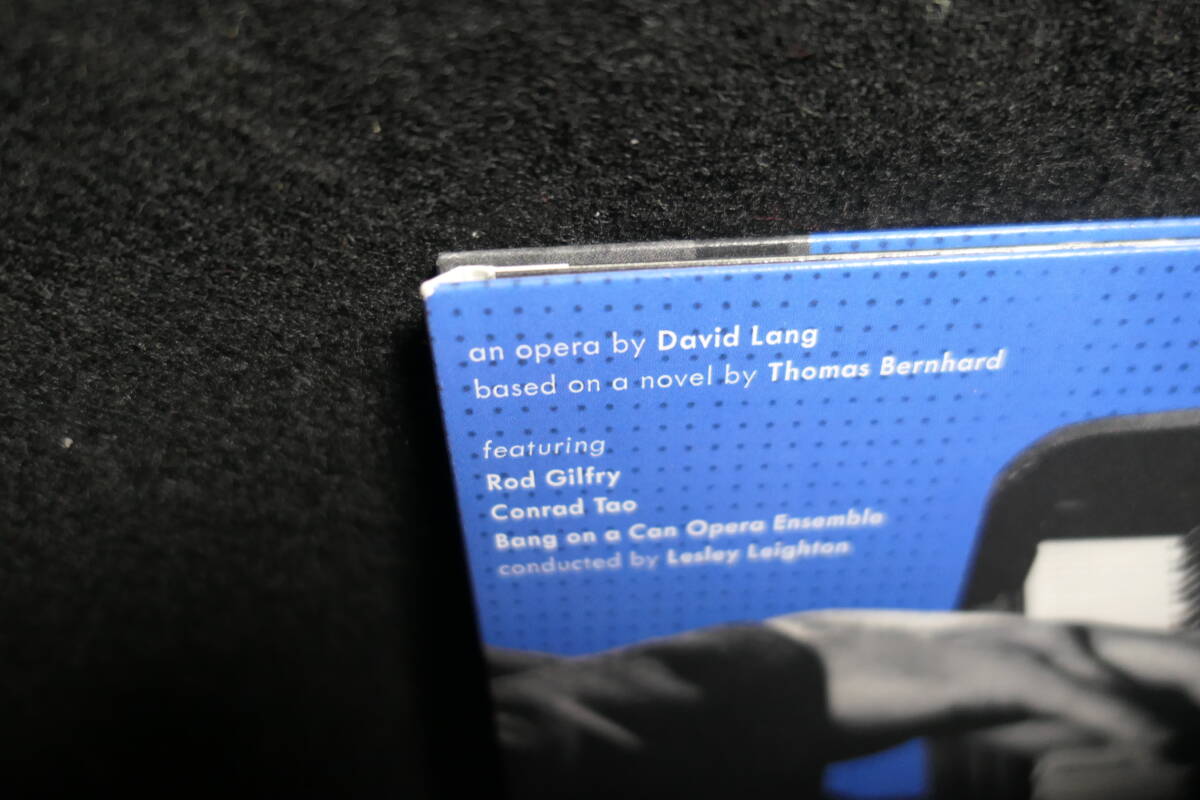 an opera by David Lang
based on a novel by Thomas Bernhard
featuring
Rod Gilfry
Conrad Tao
Bang on a Can Opera Ensemble
conducted by Lesley Leighton